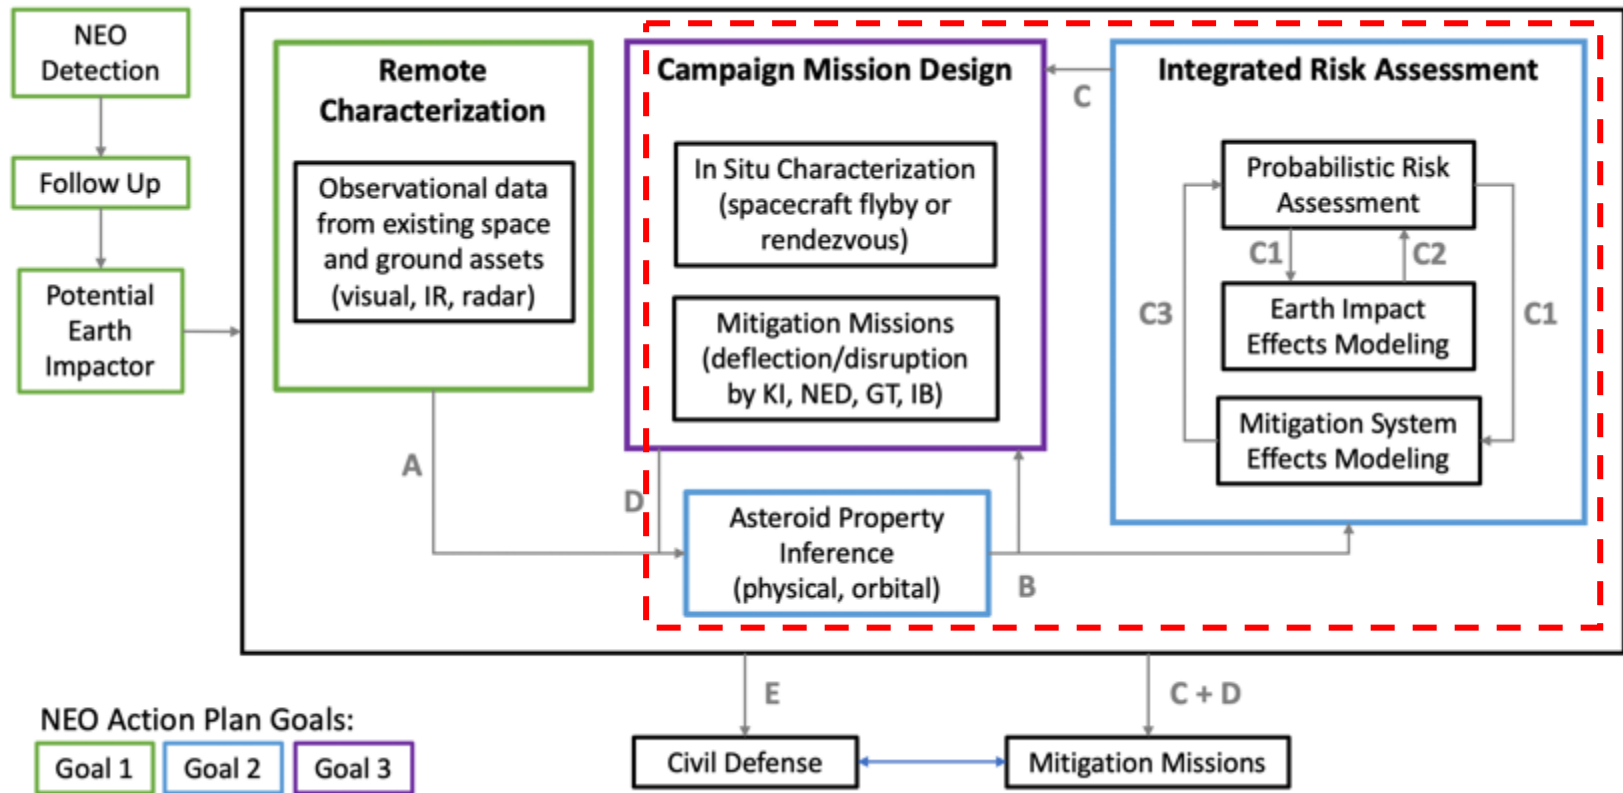 NEO
Detection
Follow Up
Potential
Earth
Impactor
Remote
Characterization
Observational data
from existing space
and ground assets
(visual, IR, radar)
Campaign Mission Design
In Situ Characterization
(spacecraft flyby or
rendezvous)
Mitigation Missions
(deflection/disruption
by KI, NED, GT, IB)
C
Integrated Risk Assessment
Probabilistic Risk
Assessment
C1
C2
Earth Impact
Effects Modeling
C3
C1
Mitigation System
Effects Modeling
A
D
Asteroid Property
Inference
(physical, orbital)
B
E
C + D
Civil Defense
Mitigation Missions
NEO Action Plan Goals:
Goal 1
Goal 2
Goal 3